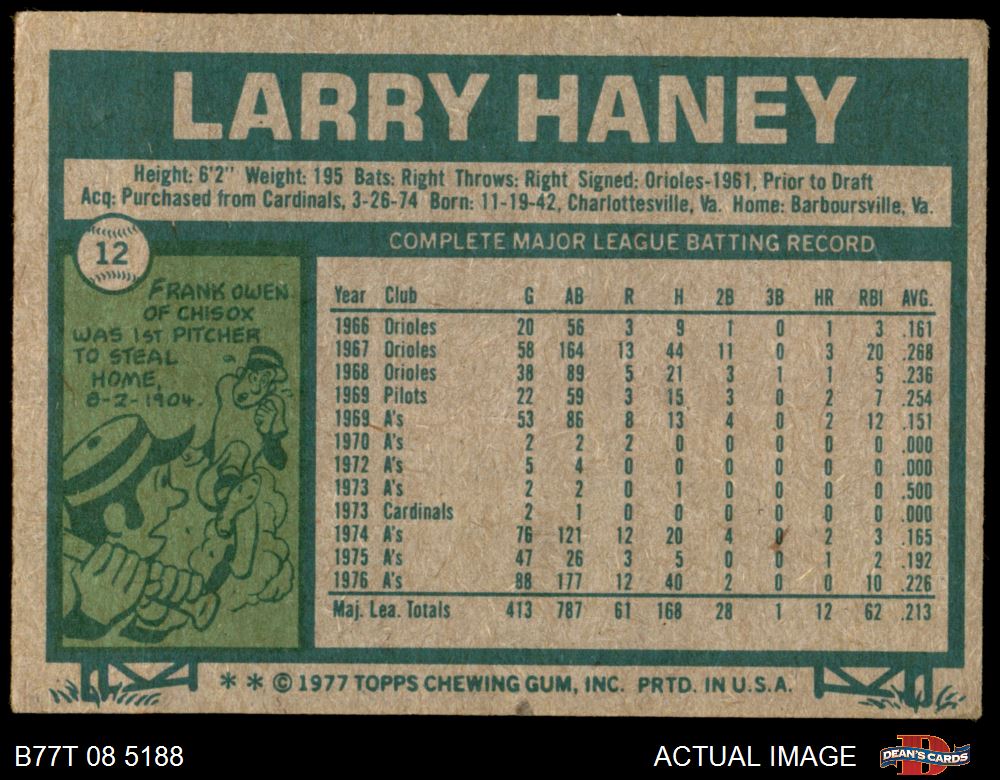 LARRY HANEY
Height: 6'2" Weight: 195 Bats: Right Throws: Right Signed: Orioles-1961, Prior to Draft
Acq: Purchased from Cardinals, 3-26-74 Born: 11-19-42, Charlottesville, Va. Home: Barboursville, Va.
12
FRANK OWEN
OF CHISOX
WAS 1ST PITCHER
TO STEAL
HOME,
8-2-1904.
COMPLETE MAJOR LEAGUE BATTING RECORD
Year Club G AB R H 2B 3B HR RBI AVG.
1966 Orioles 20 56 3 9 1 0 1 3 .161
1967 Orioles 58 164 13 44 11 0 3 20 .268
1968 Orioles 38 89 5 21 3 1 1 5 .236
1969 Pilots 22 59 3 15 3 0 2 7 .254
1969 A's 53 86 8 13 4 0 2 12 .151
1970 A's 2 2 2 0 0 0 0 0 .000
1972 A's 5 4 0 0 0 0 0 0 .000
1973 A's 2 2 0 1 0 0 0 0 .500
1973 Cardinals 2 1 0 0 0 0 0 0 .000
1974 A's 76 121 12 20 4 0 2 3 .165
1975 A's 47 26 3 5 0 0 1 2 .192
1976 A's 88 177 12 40 2 0 0 10 .226
Maj. Lea. Totals 413 787 61 168 28 1 12 62 .213
* * © 1977 TOPPS CHEWING GUM, INC. PRTD. IN U.S.A.
B77T 08 5188
ACTUAL IMAGE
D
DEAN'S CARDS